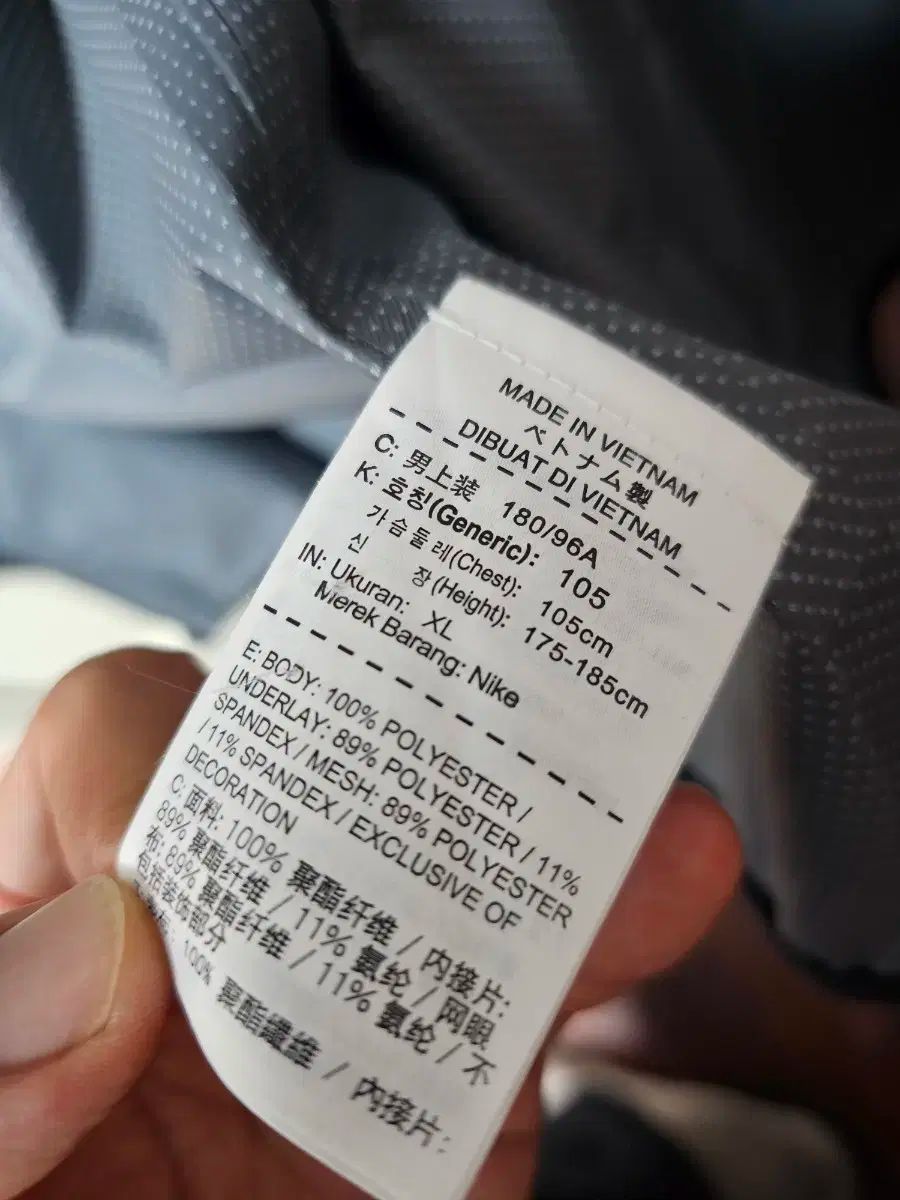 MADE IN VIETNAM
ベトナム製
DIBUAT DI VIETNAM
C: 男上装 180/96A
K: 호칭(Generic): 105
가슴둘레(Chest): 105cm
신 장(Height): 175-185cm
IN: Ukuran: XL
Merek Barang: Nike
E: BODY: 100% POLYESTER /
UNDERLAY: 89% POLYESTER / 11%
SPANDEX / MESH: 89% POLYESTER
/ 11% SPANDEX / EXCLUSIVE OF
DECORATION
C: 面料: 100% 聚酯纤维 / 内接片:
89% 聚酯纤维 / 11% 氨纶 / 网眼
布: 89% 聚酯纤维 / 11% 氨纶 / 不
包括装饰部分
100% 聚酯纖維 / 內接片: